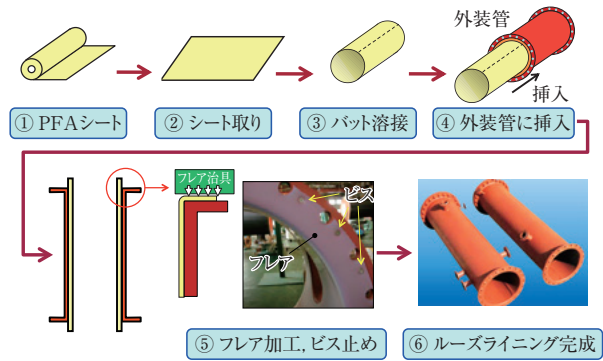 外装管
挿入
① PFAシート
② シート取り
③ バット溶接
④ 外装管に挿入
フレア治具
ビス
フレア
⑤ フレア加工, ビス止め
⑥ ルーズライニング完成